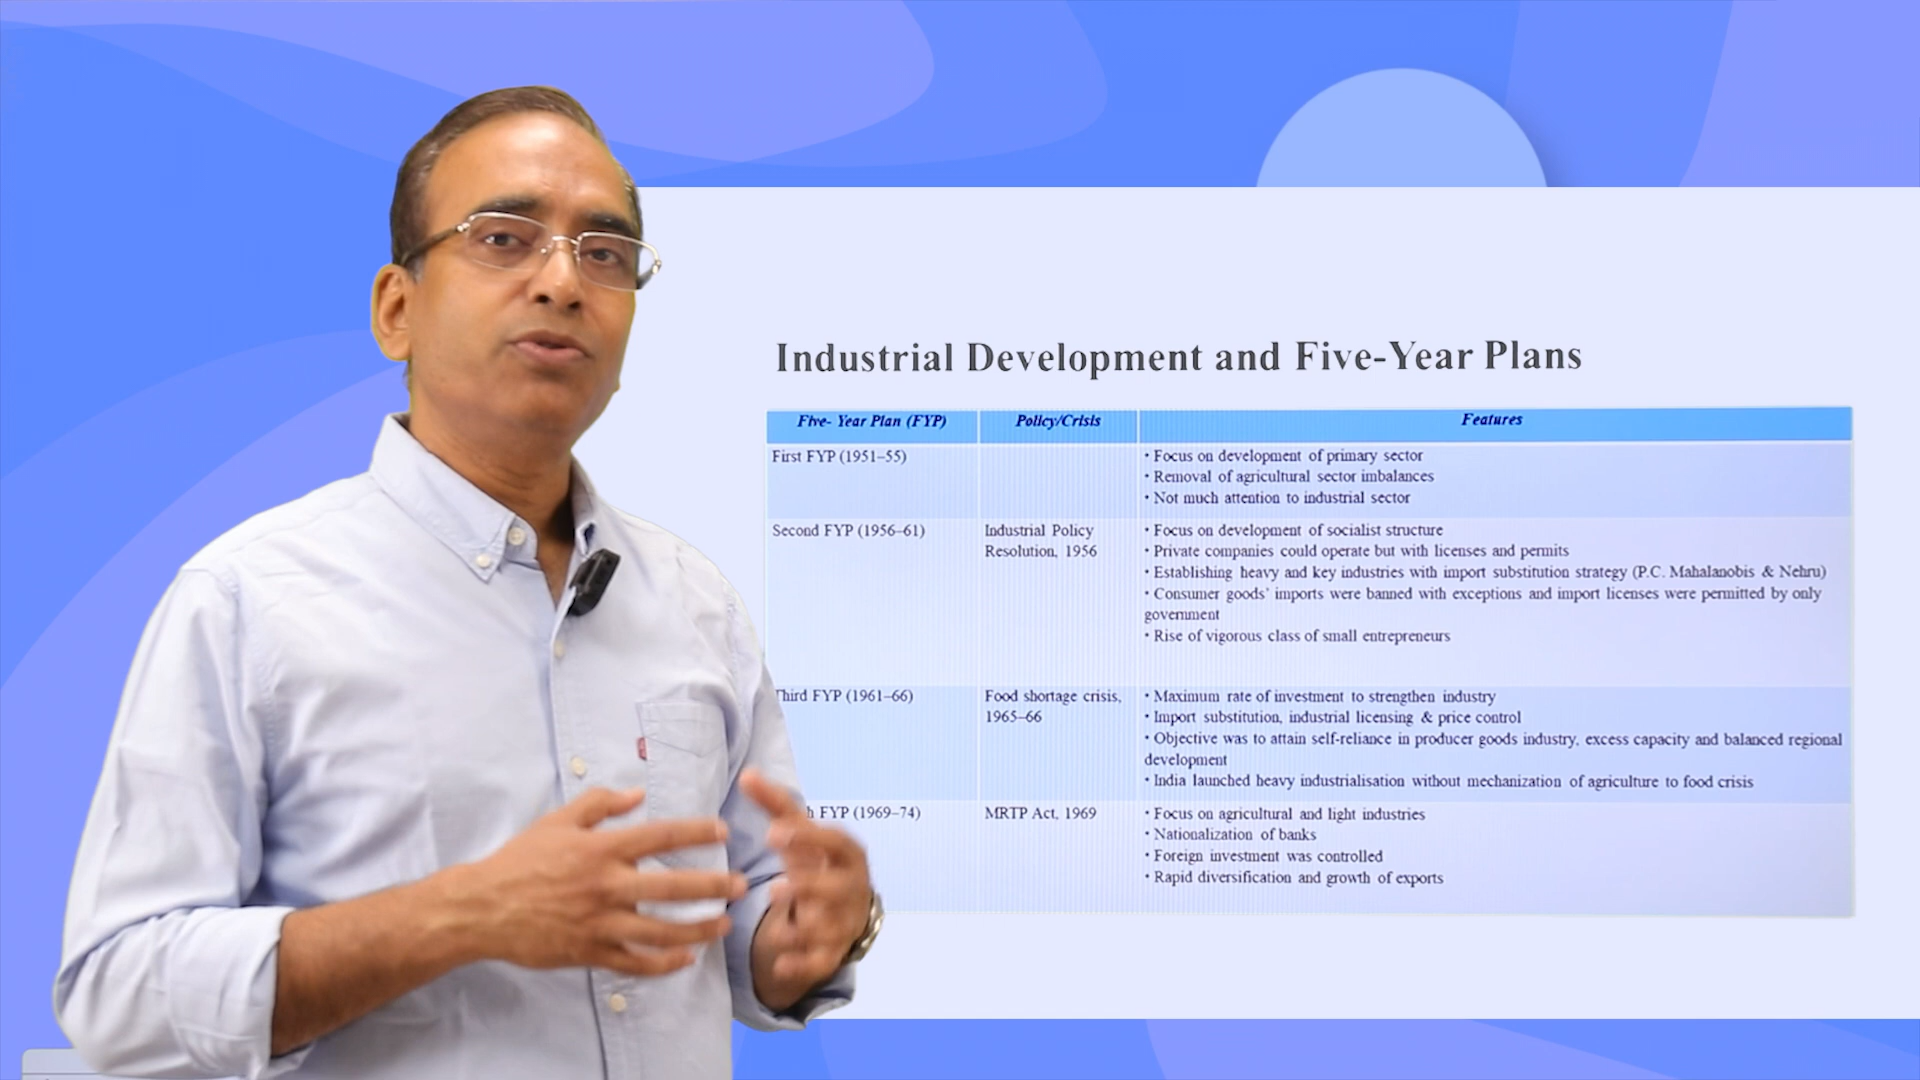 Industrial Development and Five-Year Plans
Five- Year Plan (FYP) Policy/Crisis Features
First FYP (1951–55)
• Focus on development of primary sector
• Removal of agricultural sector imbalances
• Not much attention to industrial sector
Second FYP (1956–61)
Industrial Policy
Resolution, 1956
• Focus on development of socialist structure
• Private companies could operate but with licenses and permits
• Establishing heavy and key industries with import substitution strategy (P.C. Mahalanobis & Nehru)
• Consumer goods' imports were banned with exceptions and import licenses were permitted by only
government
• Rise of vigorous class of small entrepreneurs
Third FYP (1961–66)
Food shortage crisis,
1965–66
• Maximum rate of investment to strengthen industry
• Import substitution, industrial licensing & price control
• Objective was to attain self-reliance in producer goods industry, excess capacity and balanced regional
development
• India launched heavy industrialisation without mechanization of agriculture to food crisis
FYP (1969–74)
MRTP Act, 1969
• Focus on agricultural and light industries
• Nationalization of banks
• Foreign investment was controlled
• Rapid diversification and growth of exports